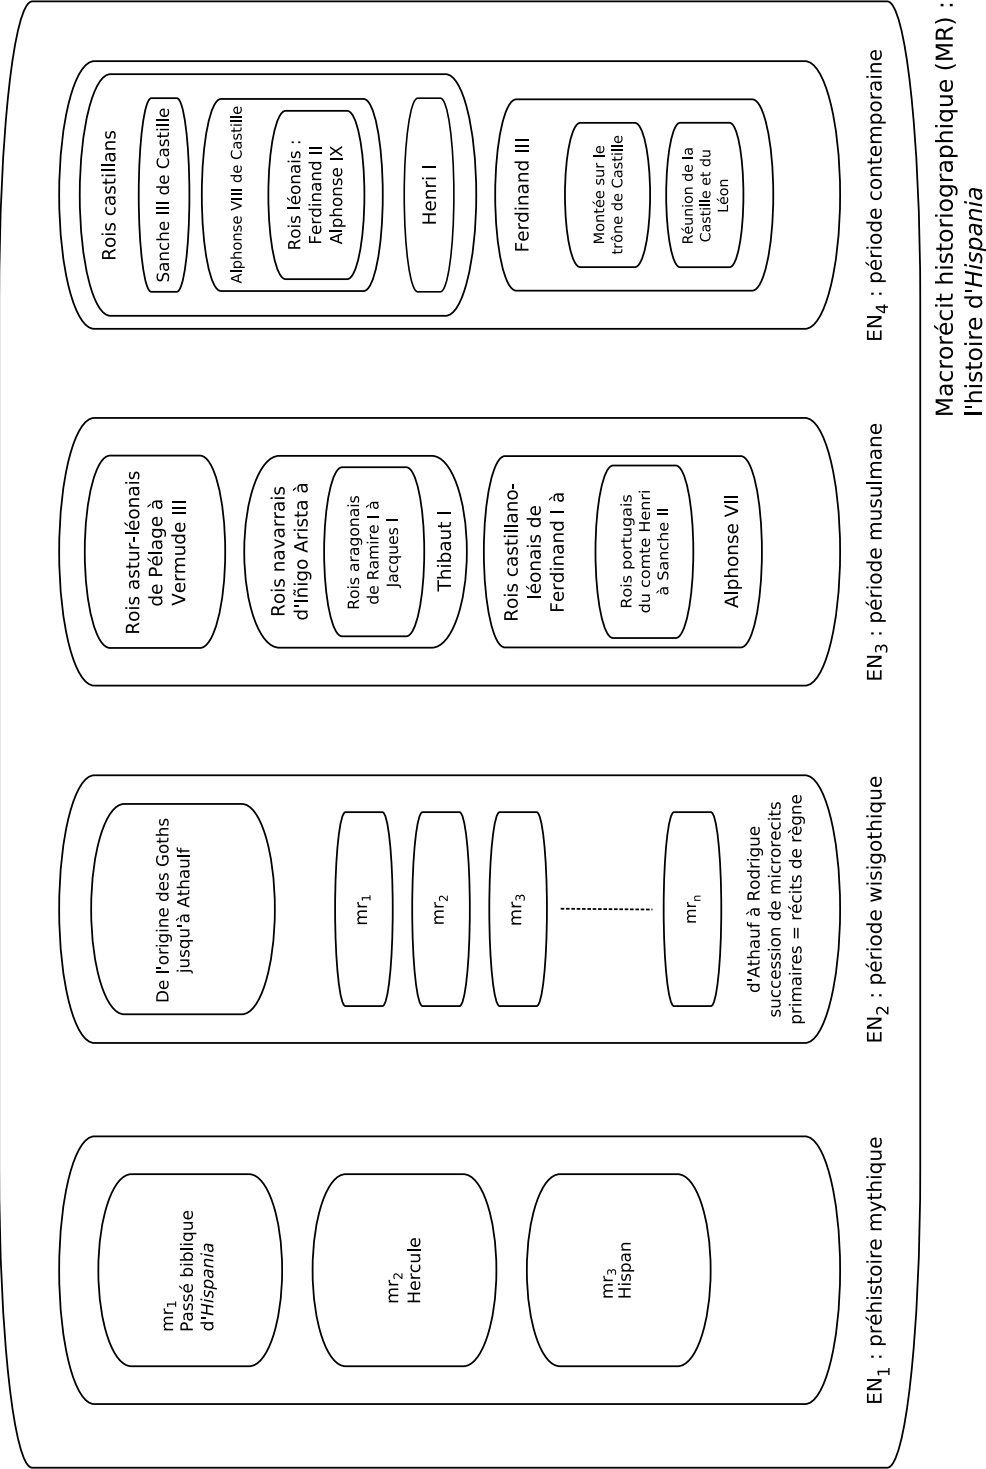 mr1
Passé biblique
d'Hispania
mr2
Hercule
mr3
Hispan
EN1 : préhistoire mythique
De l'origine des Goths
jusqu'à Athaulf
mr1
mr2
mr3
mrn
d'Athauf à Rodrigue
succession de microrecits
primaires = récits de règne
EN2 : période wisigothique
Rois astur-léonais
de Pélage à
Vermude III
Rois navarrais
d'Iñigo Arista à
Rois aragonais
de Ramire I à
Jacques I
Thibaut I
Rois castillano-
léonais de
Ferdinand I à
Rois portugais
du comte Henri
à Sanche II
Alphonse VII
EN3 : période musulmane
Rois castillans
Sanche III de Castille
Alphonse VIII de Castille
Rois léonais :
Ferdinand II
Alphonse IX
Henri I
Ferdinand III
Montée sur le
trône de Castille
Réunion de la
Castille et du
Léon
EN4 : période contemporaine
Macrorécit historiographique (MR) :
l'histoire d'Hispania